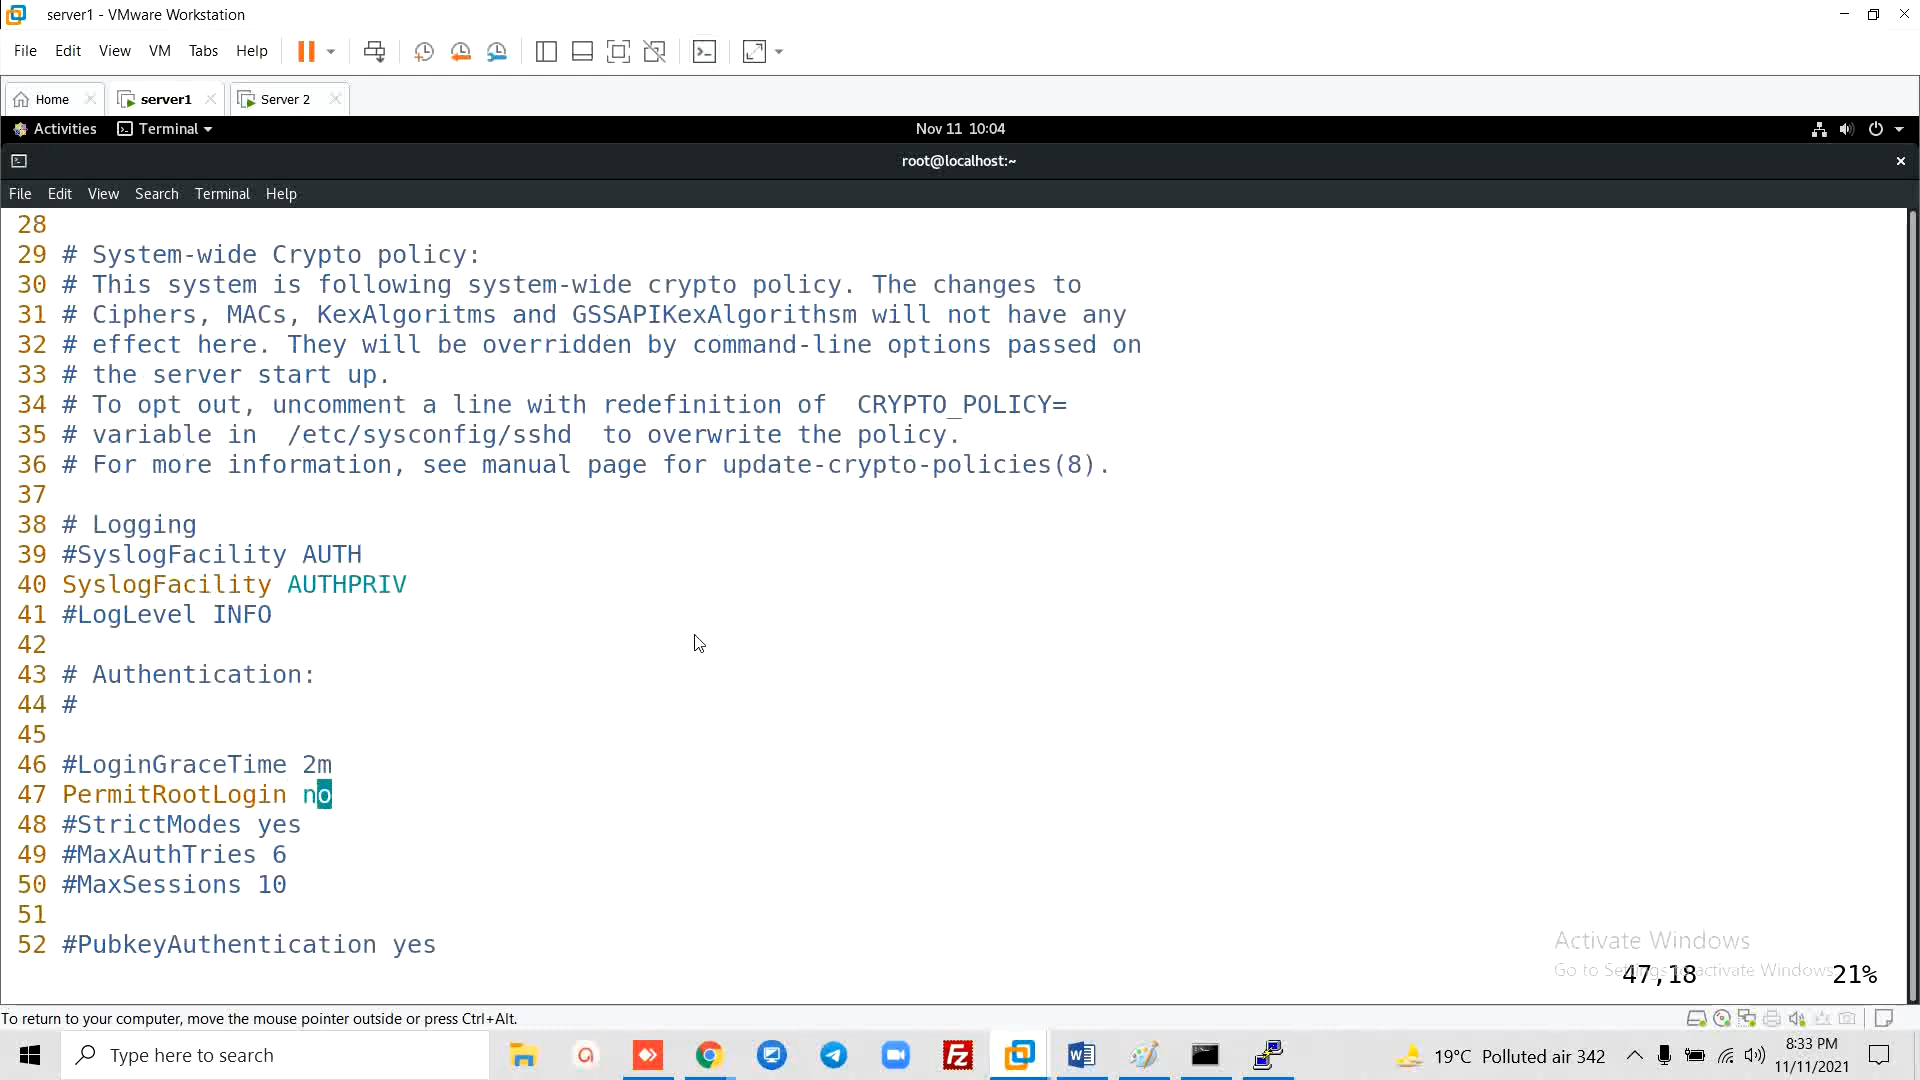 server1 - VMware Workstation
File Edit View VM Tabs Help
Home server1 Server 2
Activities Terminal Nov 11 10:04
root@localhost:~
File Edit View Search Terminal Help
28
29 # System-wide Crypto policy:
30 # This system is following system-wide crypto policy. The changes to
31 # Ciphers, MACs, KexAlgoritms and GSSAPIKexAlgorithsm will not have any
32 # effect here. They will be overridden by command-line options passed on
33 # the server start up.
34 # To opt out, uncomment a line with redefinition of  CRYPTO_POLICY=
35 # variable in  /etc/sysconfig/sshd  to overwrite the policy.
36 # For more information, see manual page for update-crypto-policies(8).
37
38 # Logging
39 #SyslogFacility AUTH
40 SyslogFacility AUTHPRIV
41 #LogLevel INFO
42
43 # Authentication:
44 #
45
46 #LoginGraceTime 2m
47 PermitRootLogin no
48 #StrictModes yes
49 #MaxAuthTries 6
50 #MaxSessions 10
51
52 #PubkeyAuthentication yes
Activate Windows
Go to Settings to activate Windows.
47,18 21%
To return to your computer, move the mouse pointer outside or press Ctrl+Alt.
Type here to search
19°C Polluted air 342
8:33 PM
11/11/2021